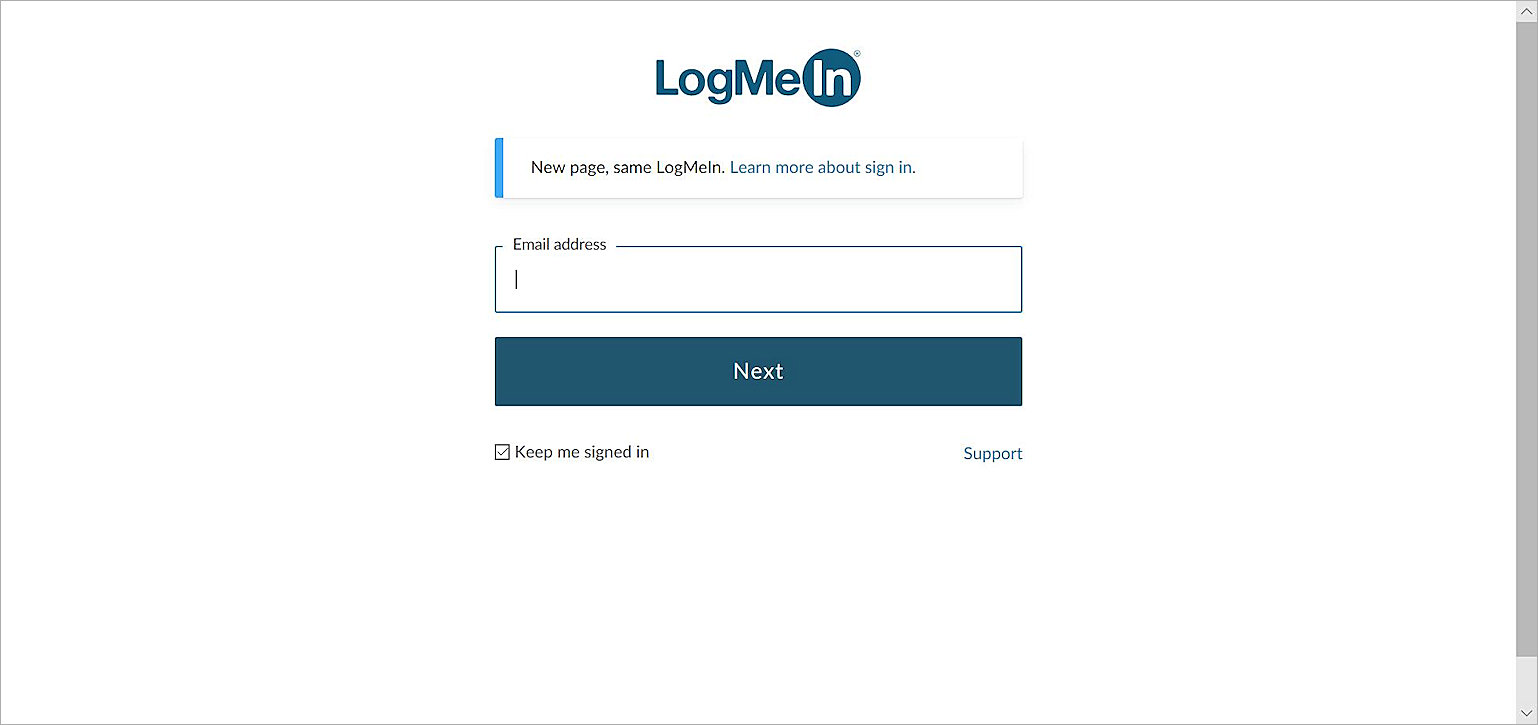 LogMeIn®
New page, same LogMeIn. Learn more about sign in.
Email address
Next
Keep me signed in
Support